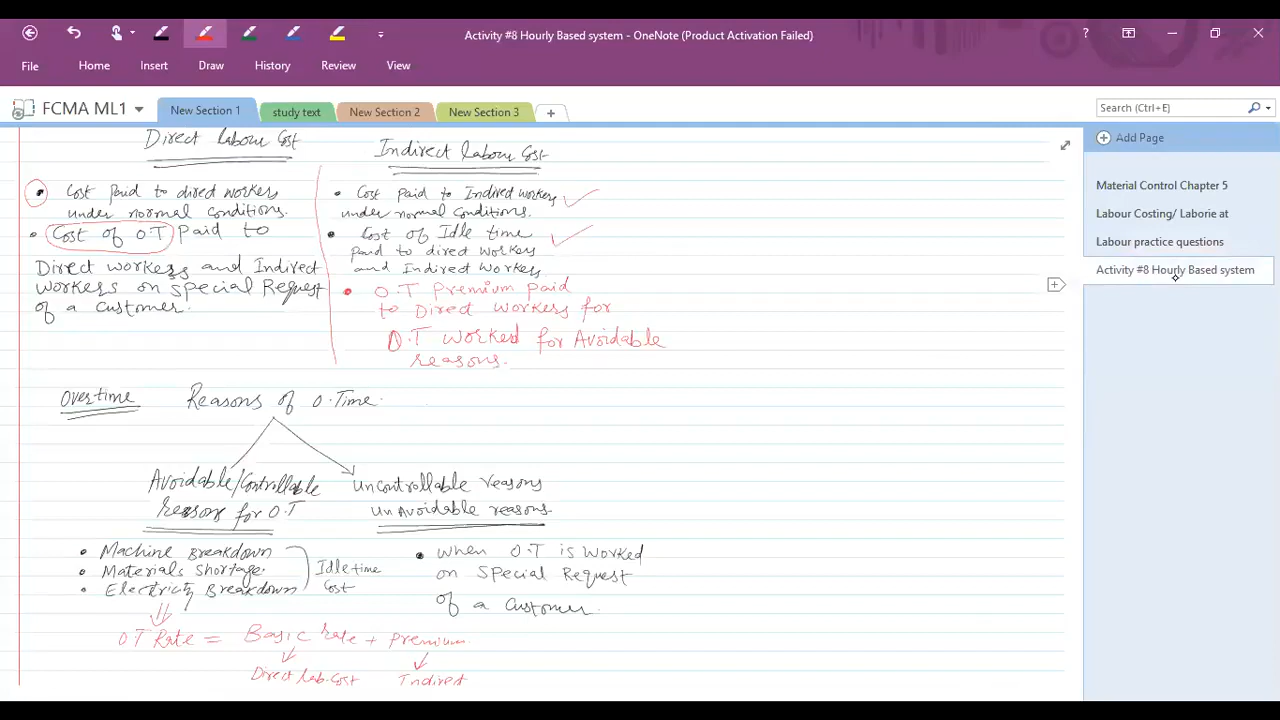 Activity #8 Hourly Based system - OneNote (Product Activation Failed)
?
File Home Insert Draw History Review View
FCMA ML1
New Section 1
study text
New Section 2
New Section 3
Search (Ctrl+E)
Add Page
Material Control Chapter 5
Labour Costing/ Laborie at
Labour practice questions
Activity #8 Hourly Based system
Direct Labour Cost
• Cost Paid to direct workers
under normal conditions.
• Cost of O.T Paid to
Direct workers and Indirect
workers on special Request
of a customer.
Indirect Labour Cost
• Cost Paid to Indirect workers
under normal Conditions.
• Cost of Idle time
paid to direct workers
and Indirect workers.
• O.T Premium Paid
to Direct workers for
O.T worked for Avoidable
reasons.
Overtime
Reasons of O.Time.
Avoidable/Controllable
Reasons for O.T
• Machine Breakdown
• Materials Shortage
• Electricity Breakdown
Idle time
Cost
Uncontrollable reasons
UnAvoidable reasons.
• When O.T is worked
on Special Request
of a Customer.
O.T Rate = Basic rate + Premium.
Direct Lab.Cost
Indirect